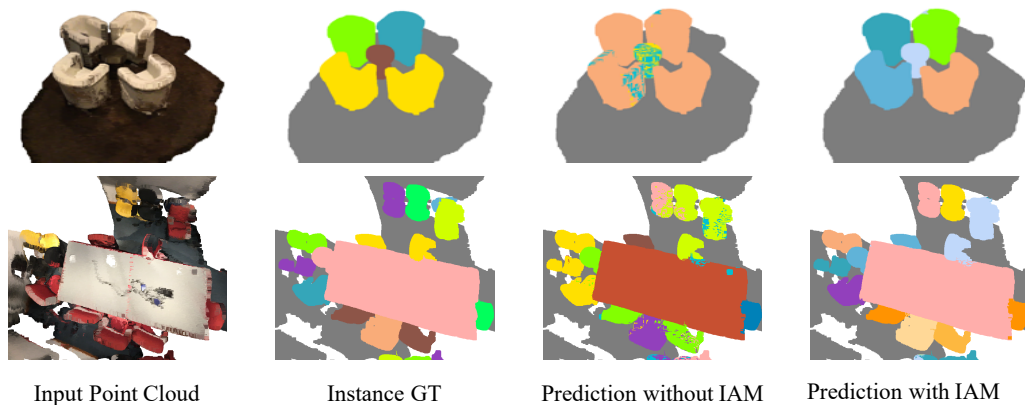 Input Point Cloud
Instance GT
Prediction without IAM
Prediction with IAM